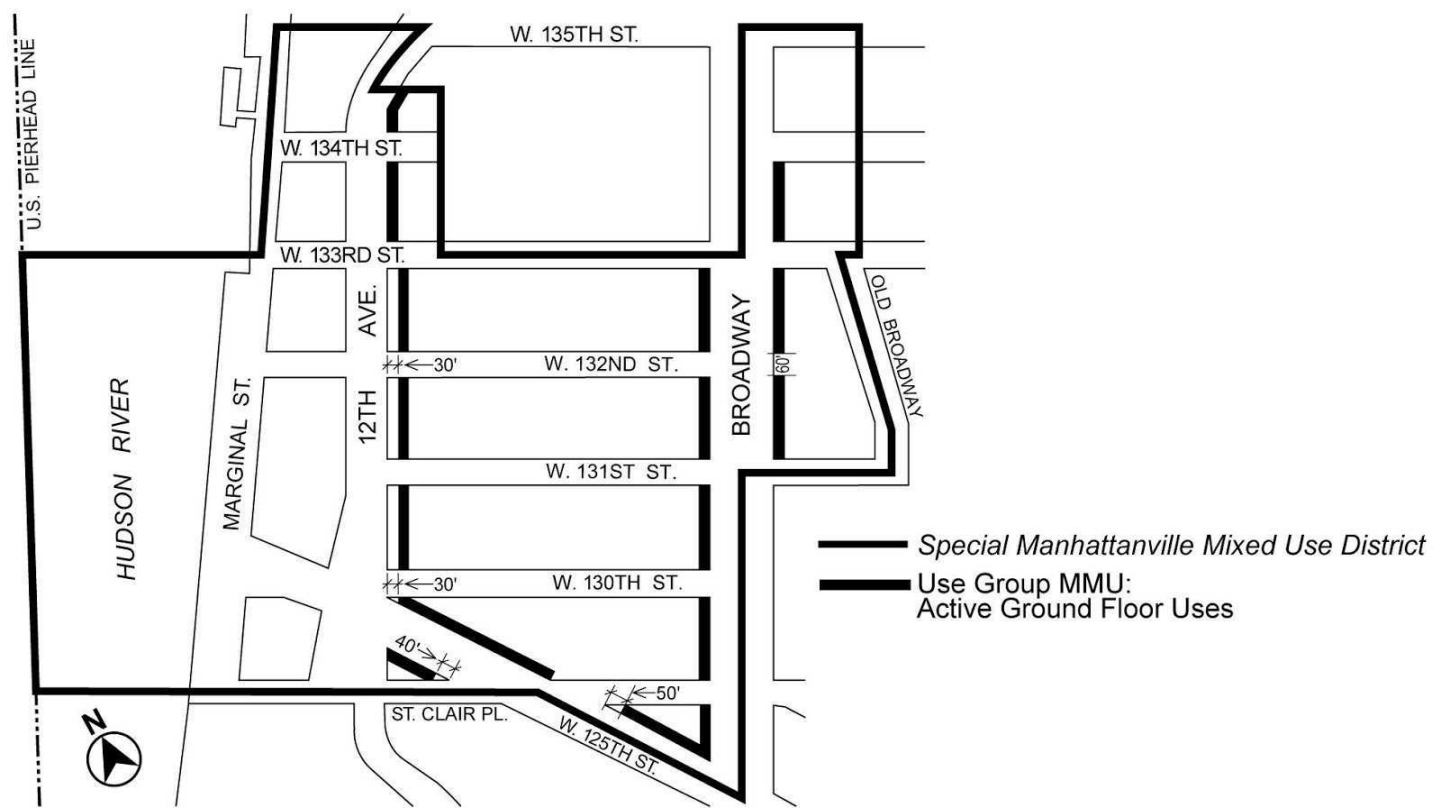 W. 135TH ST.
U.S. PIERHEAD LINE
W. 134TH ST.
W. 133RD ST.
OLD BROADWAY
AVE.
BROADWAY
30'
W. 132ND ST.
60'
HUDSON RIVER
MARGINAL ST.
12TH
W. 131ST ST.
Special Manhattanville Mixed Use District
30'
W. 130TH ST.
Use Group MMU:
Active Ground Floor Uses
40'
50'
N
ST. CLAIR PL.
W. 125TH ST.